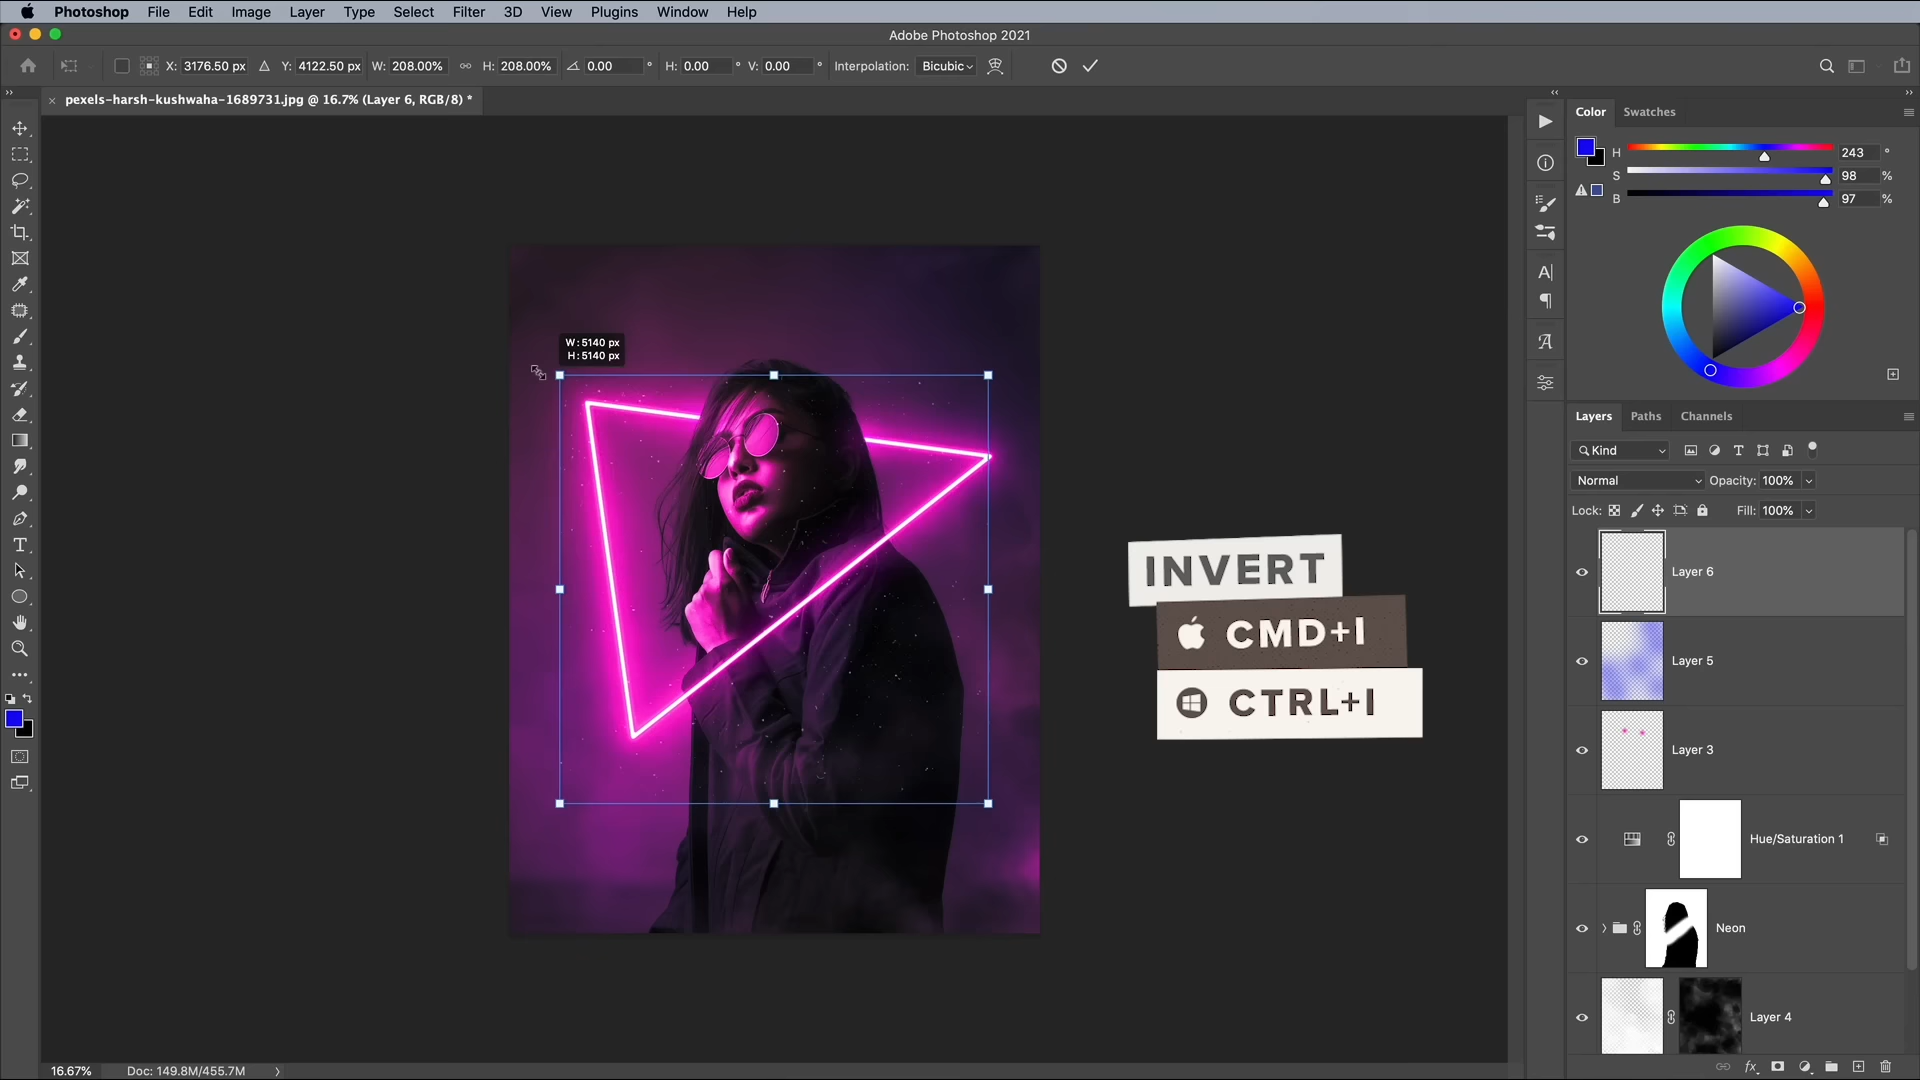 Photoshop File Edit Image Layer Type Select Filter 3D View Plugins Window Help
Adobe Photoshop 2021
X: 3176.50 px Y: 4122.50 px W: 208.00% H: 208.00% 0.00 ° H: 0.00 ° V: 0.00 ° Interpolation: Bicubic
pexels-harsh-kushwaha-1689731.jpg @ 16.7% (Layer 6, RGB/8) *
Color Swatches
H 243 °
S 98 %
B 97 %
W: 5140 px
H: 5140 px
INVERT
CMD+I
CTRL+I
Layers Paths Channels
Kind
Normal Opacity: 100%
Lock: Fill: 100%
Layer 6
Layer 5
Layer 3
Hue/Saturation 1
Neon
Layer 4
fx
16.67% Doc: 149.8M/455.7M